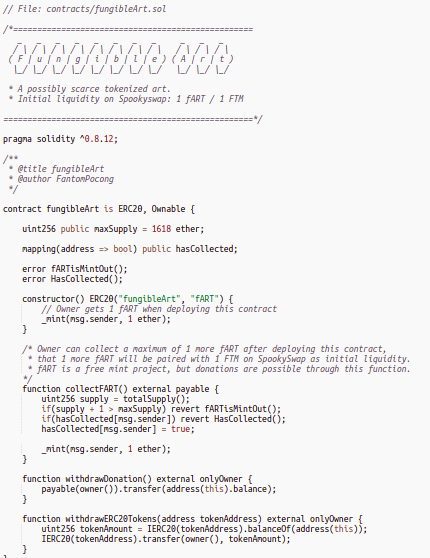 // File: contracts/fungibleArt.sol
/*==================================================
   _   _   _   _   _   _   _   _     _   _   _
  / \ / \ / \ / \ / \ / \ / \ / \   / \ / \ / \
 ( F | u | n | g | i | b | l | e ) ( A | r | t )
  \_/ \_/ \_/ \_/ \_/ \_/ \_/ \_/   \_/ \_/ \_/
 * A possibly scarce tokenized art.
 * Initial liquidity on Spookyswap: 1 fART / 1 FTM
====================================================*/
pragma solidity ^0.8.12;
/**
 * @title fungibleArt
 * @author FantomPocong
 */
contract fungibleArt is ERC20, Ownable {
    uint256 public maxSupply = 1618 ether;
    mapping(address => bool) public hasCollected;
    error fARTisMintOut();
    error HasCollected();
    constructor() ERC20("fungibleArt", "fART") {
        // Owner gets 1 fART when deploying this contract
        _mint(msg.sender, 1 ether);
    }
    /* Owner can collect a maximum of 1 more fART after deploying this contract,
     * that 1 more fART will be paired with 1 FTM on SpookySwap as initial liquidity.
     * fART is a free mint project, but donations are possible through this function.
    */
    function collectFART() external payable {
        uint256 supply = totalSupply();
        if(supply + 1 > maxSupply) revert fARTisMintOut();
        if(hasCollected[msg.sender]) revert HasCollected();
        hasCollected[msg.sender] = true;
        _mint(msg.sender, 1 ether);
    }
    function withdrawDonation() external onlyOwner {
        payable(owner()).transfer(address(this).balance);
    }
    function withdrawERC20Tokens(address tokenAddress) external onlyOwner {
        uint256 tokenAmount = IERC20(tokenAddress).balanceOf(address(this));
        IERC20(tokenAddress).transfer(owner(), tokenAmount);
    }
}